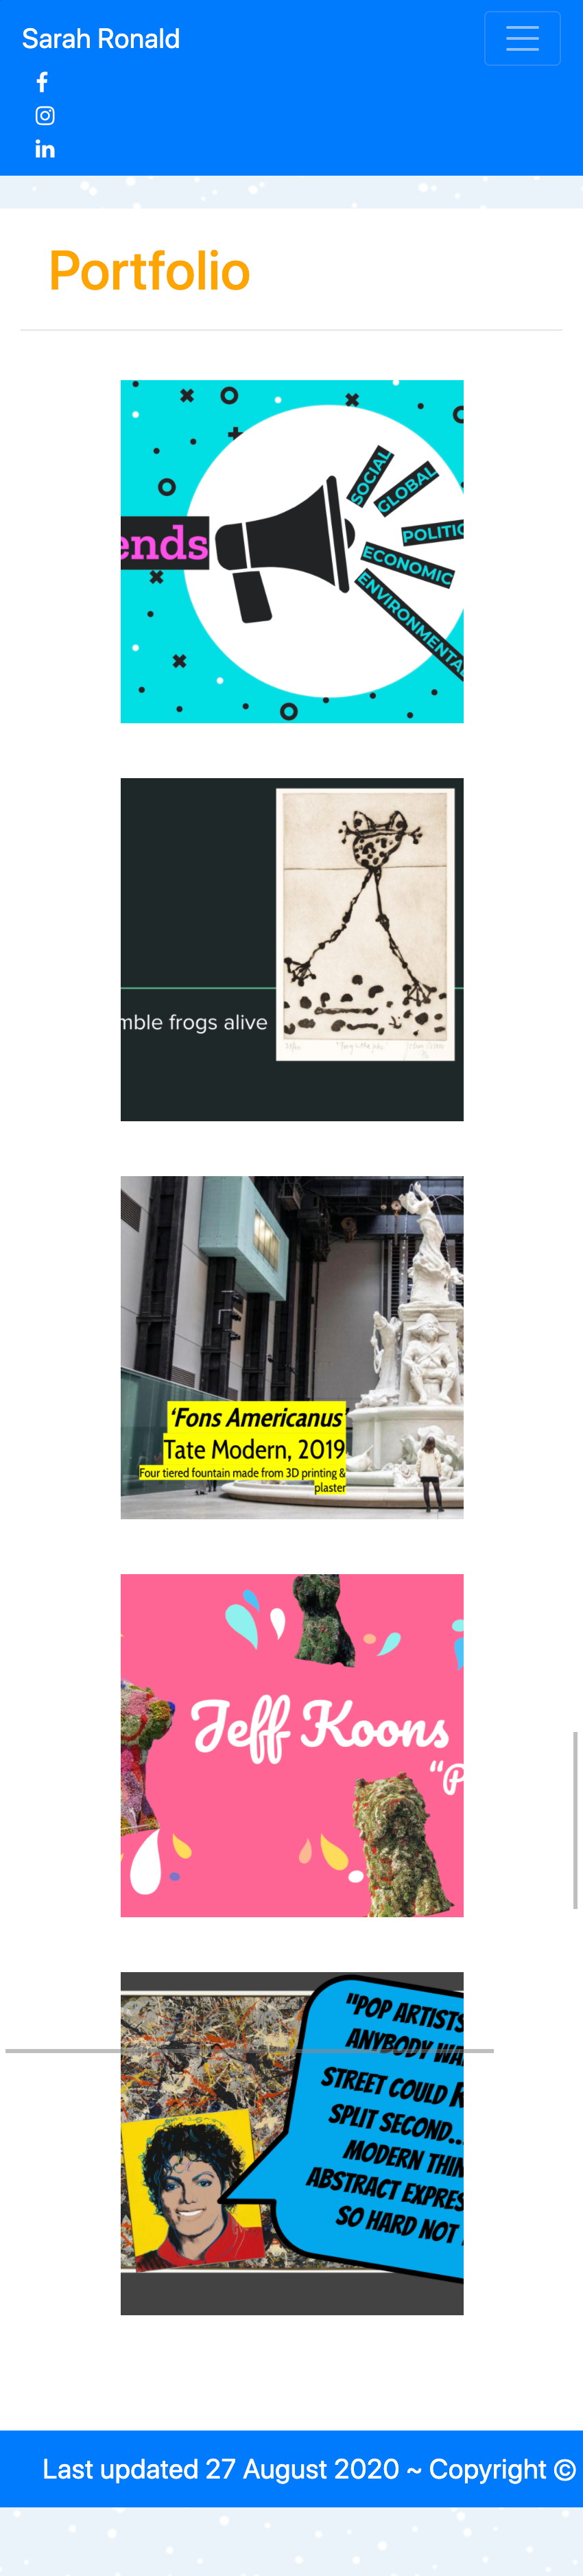 Sarah Ronald
Portfolio
ends
SOCIAL
GLOBAL
POLITIC
ECONOMIC
ENVIRONMENTA
mble frogs alive
'Fons Americanus'
Tate Modern, 2019
Four tiered fountain made from 3D printing &
plaster
Jeff Koons
"P
"POP ARTISTS
ANYBODY WA
STREET COULD
SPLIT SECOND...
MODERN THIN
ABSTRACT EXPRES
SO HARD NOT
Last updated 27 August 2020 ~ Copyright ©